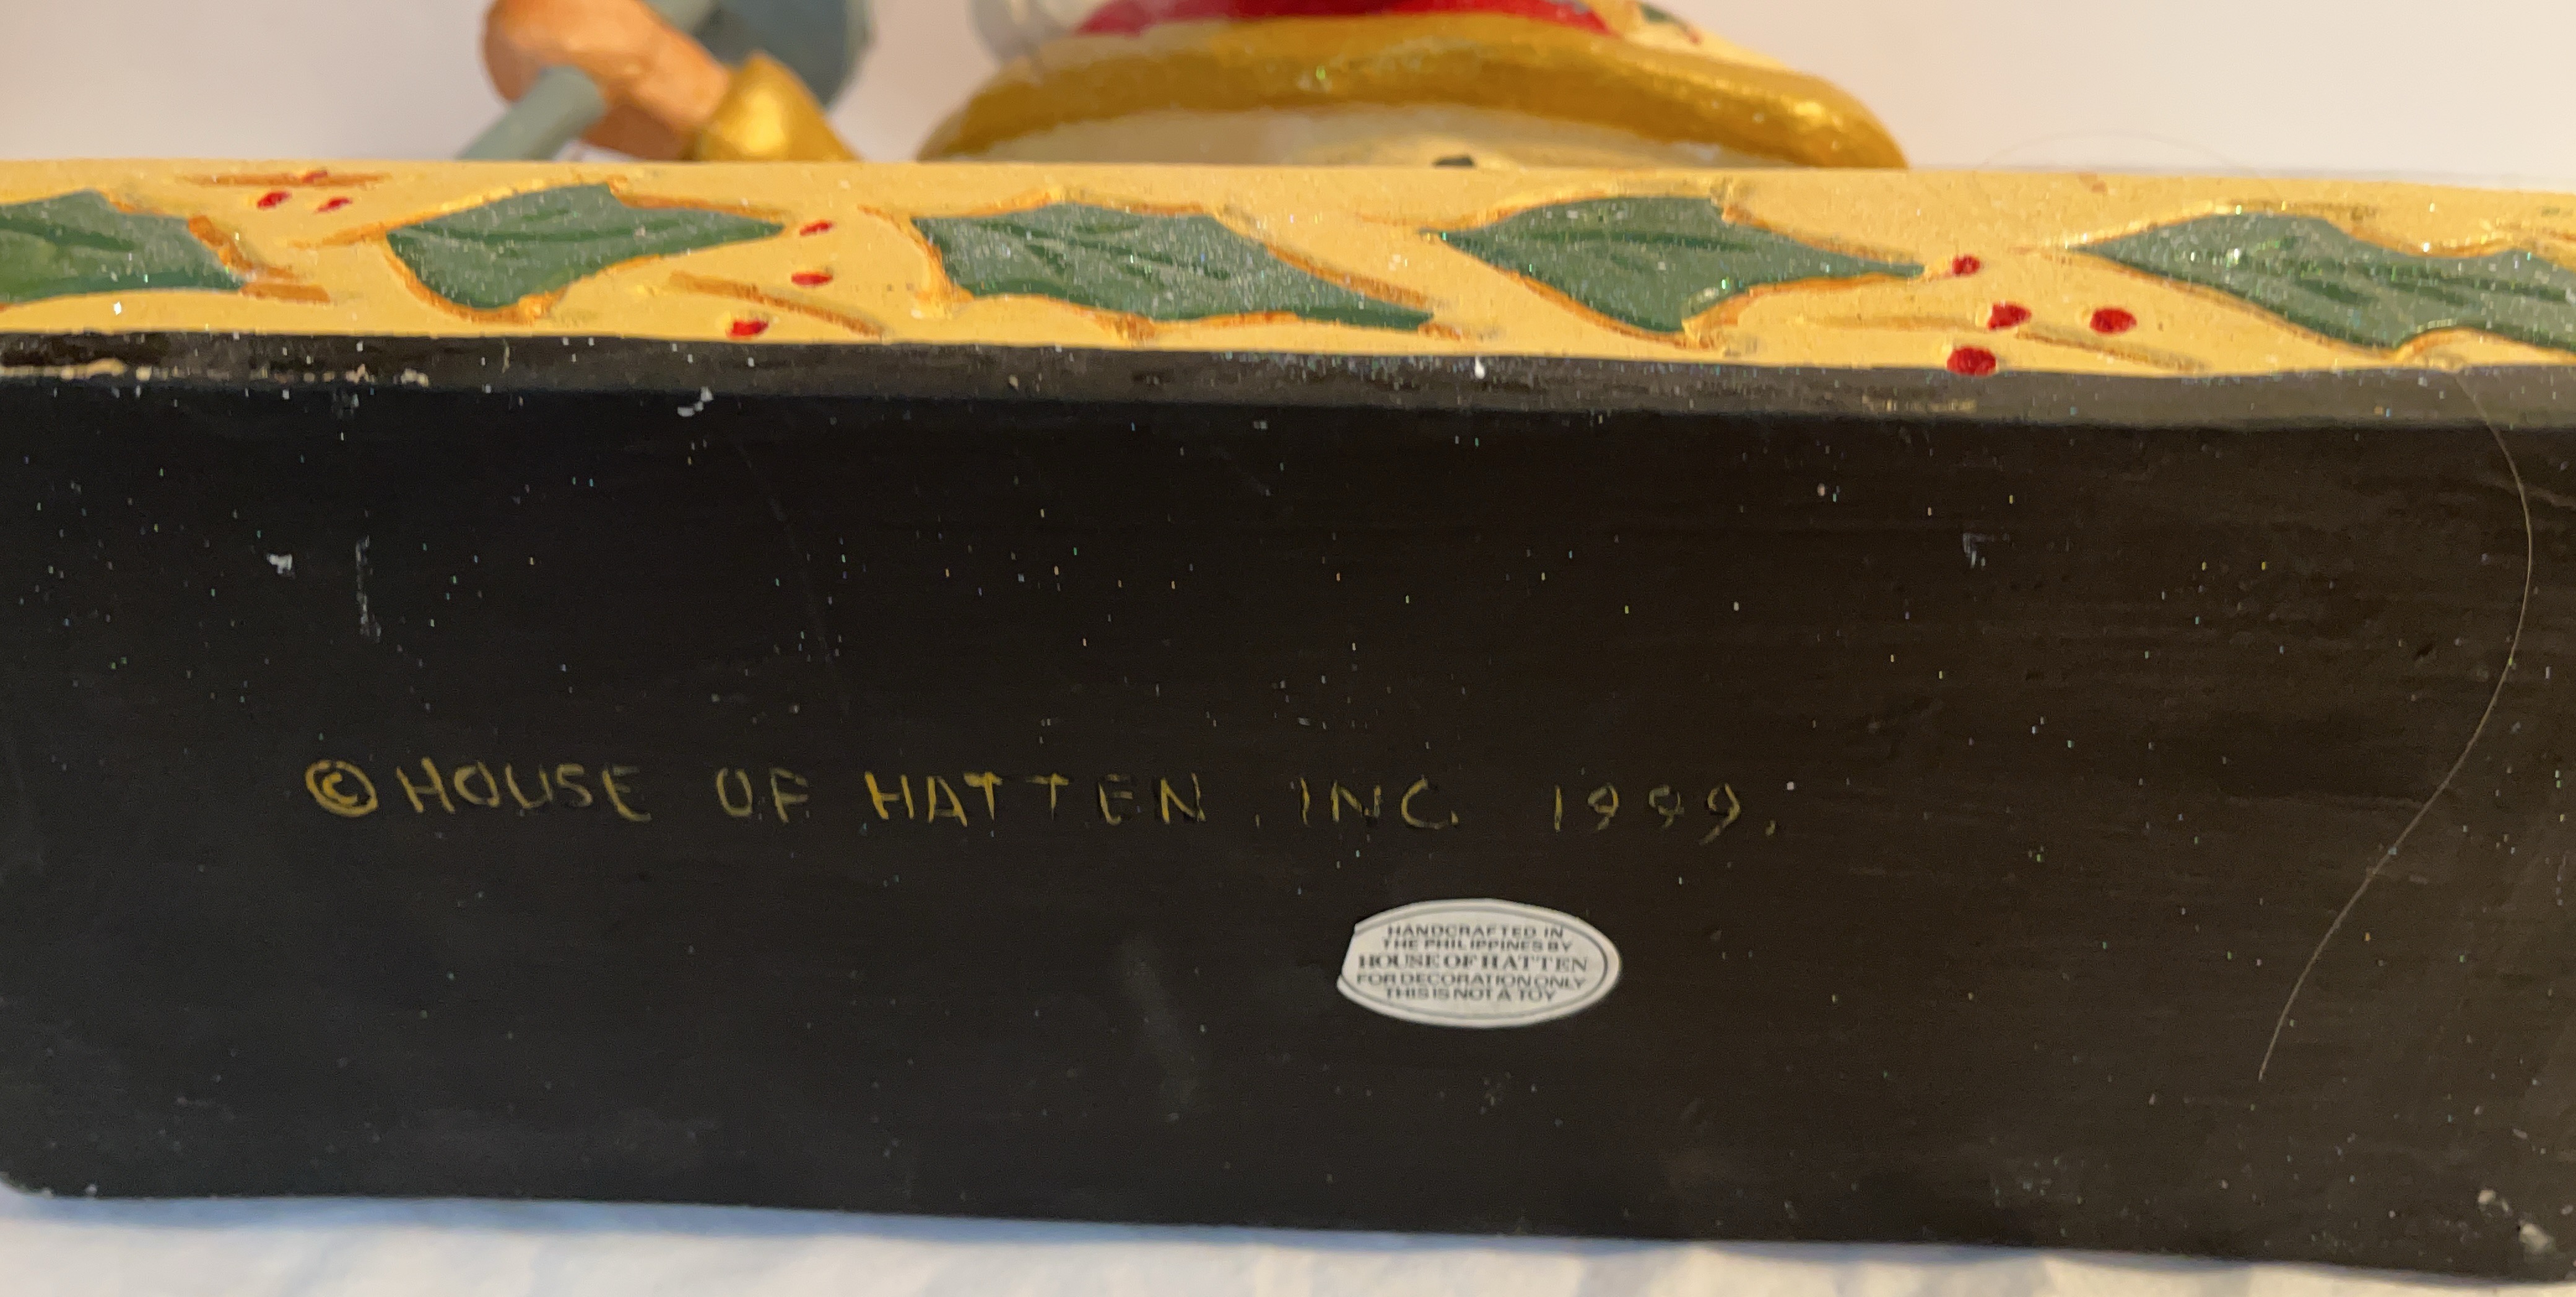 © HOUSE OF HATTEN, INC. 1999.
HANDCRAFTED IN
THE PHILIPPINES BY
HOUSE OF HATTEN
FOR DECORATION ONLY
THIS IS NOT A TOY